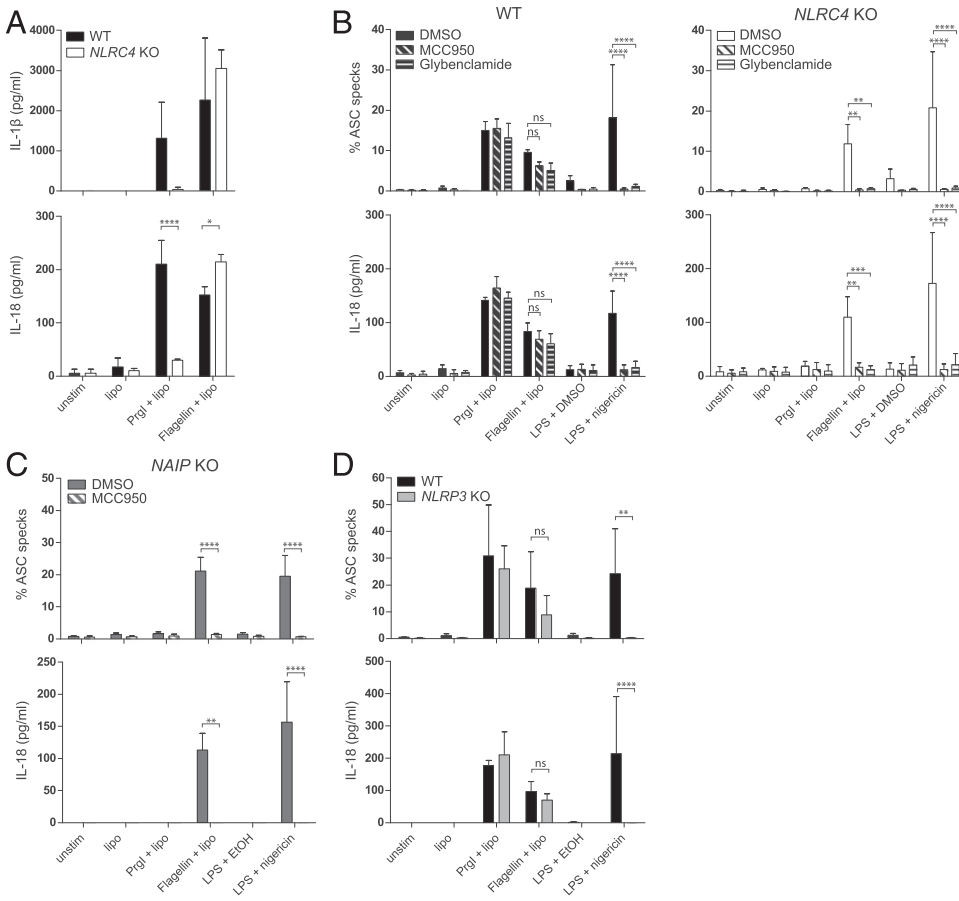 A
WT
NLRC4 KO
IL-1β (pg/ml)
4000
3000
2000
1000
0
IL-18 (pg/ml)
300
200
100
0
****
*
unstim
lipo
PrgI + lipo
Flagellin + lipo
B
WT
DMSO
MCC950
Glybenclamide
% ASC specks
40
30
20
10
0
ns
ns
****
****
IL-18 (pg/ml)
300
200
100
0
ns
ns
****
****
unstim
lipo
PrgI + lipo
Flagellin + lipo
LPS + DMSO
LPS + nigericin
NLRC4 KO
DMSO
MCC950
Glybenclamide
40
30
20
10
0
**
**
****
****
300
200
100
0
***
**
****
****
unstim
lipo
PrgI + lipo
Flagellin + lipo
LPS + DMSO
LPS + nigericin
C
NAIP KO
DMSO
MCC950
% ASC specks
50
40
30
20
10
0
****
****
IL-18 (pg/ml)
250
200
150
100
50
0
**
****
unstim
lipo
PrgI + lipo
Flagellin + lipo
LPS + EtOH
LPS + nigericin
D
WT
NLRP3 KO
% ASC specks
60
50
40
30
20
10
0
ns
**
IL-18 (pg/ml)
500
400
300
200
100
0
ns
****
unstim
lipo
PrgI + lipo
Flagellin + lipo
LPS + EtOH
LPS + nigericin